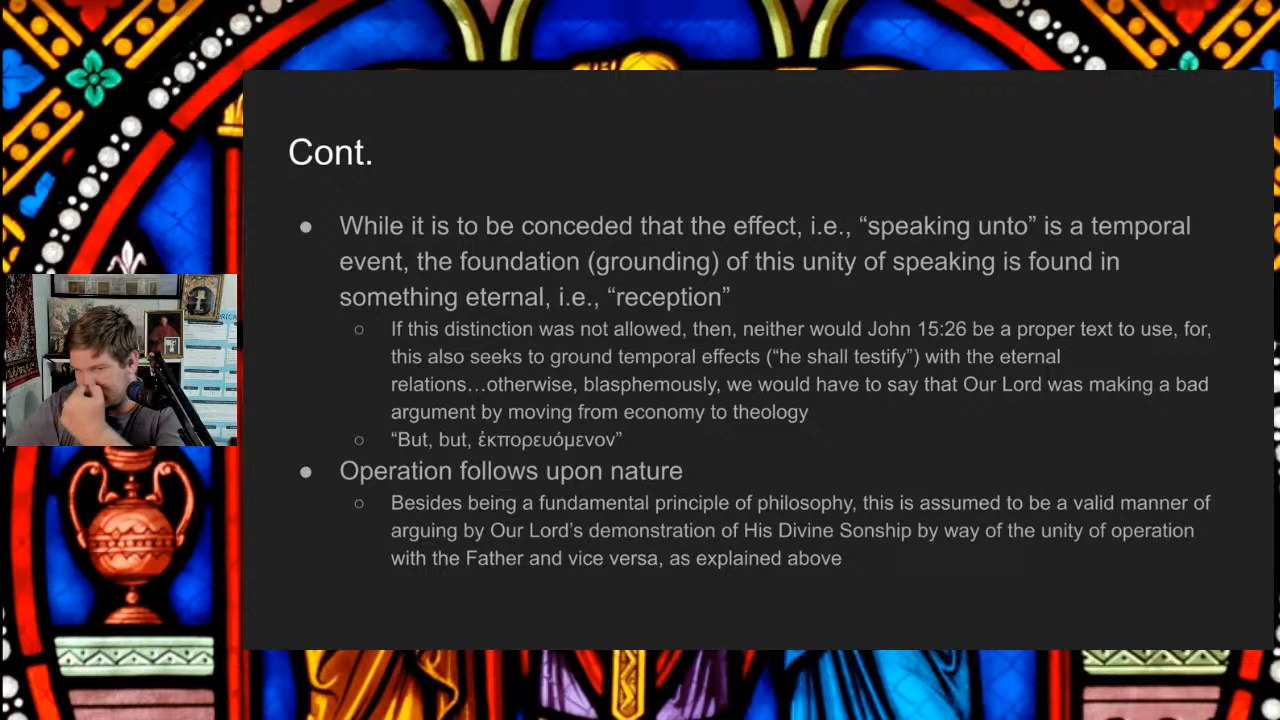 Cont.
● While it is to be conceded that the effect, i.e., “speaking unto” is a temporal
event, the foundation (grounding) of this unity of speaking is found in
something eternal, i.e., “reception”
○ If this distinction was not allowed, then, neither would John 15:26 be a proper text to use, for,
this also seeks to ground temporal effects (“he shall testify”) with the eternal
relations…otherwise, blasphemously, we would have to say that Our Lord was making a bad
argument by moving from economy to theology
○ “But, but, ἐκπορευόμενον”
● Operation follows upon nature
○ Besides being a fundamental principle of philosophy, this is assumed to be a valid manner of
arguing by Our Lord’s demonstration of His Divine Sonship by way of the unity of operation
with the Father and vice versa, as explained above